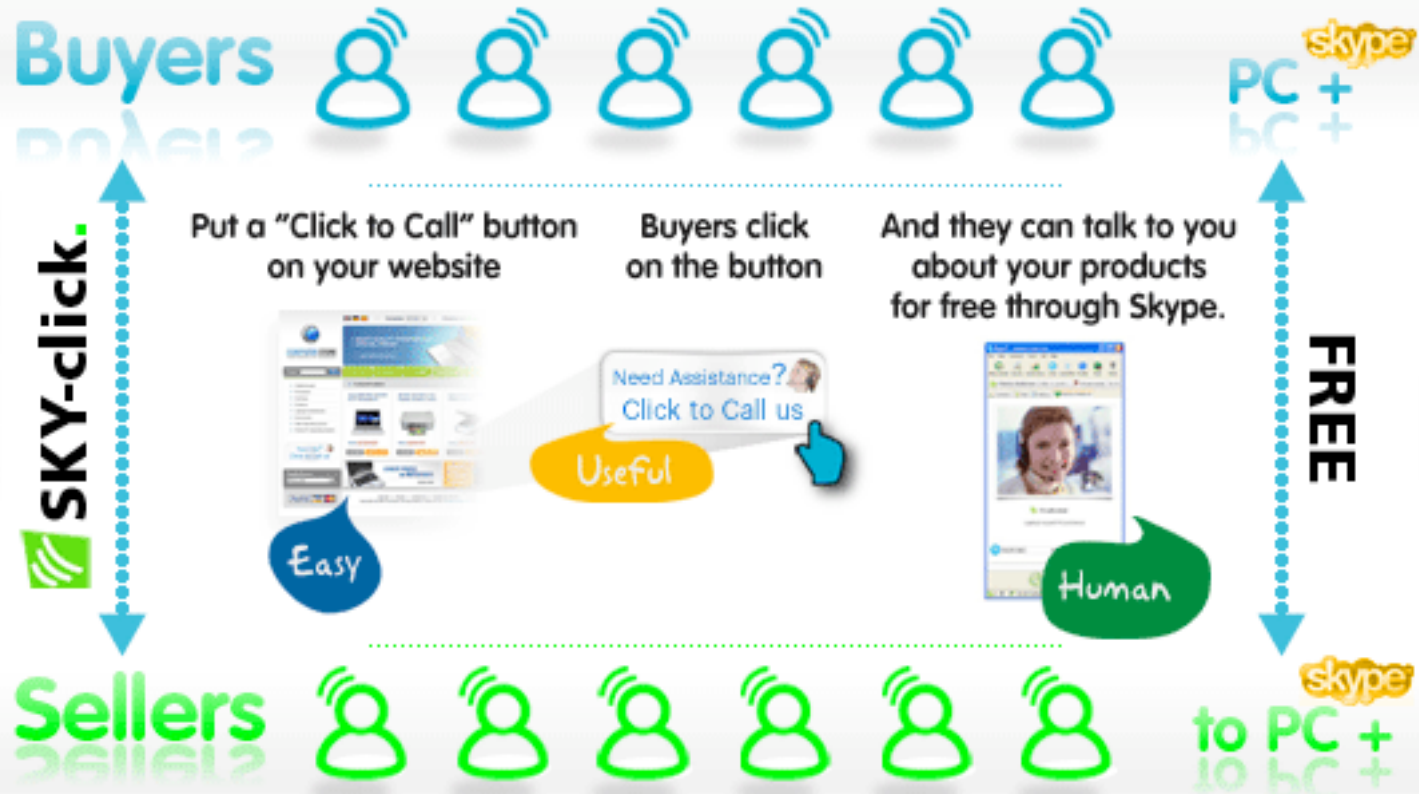 Buyers
skype
PC +
Put a “Click to Call” button
on your website
Buyers click
on the button
And they can talk to you
about your products
for free through Skype.
SKY-click.
Need Assistance?
Click to Call us
Useful
Easy
Human
FREE
Sellers
skype
to PC +